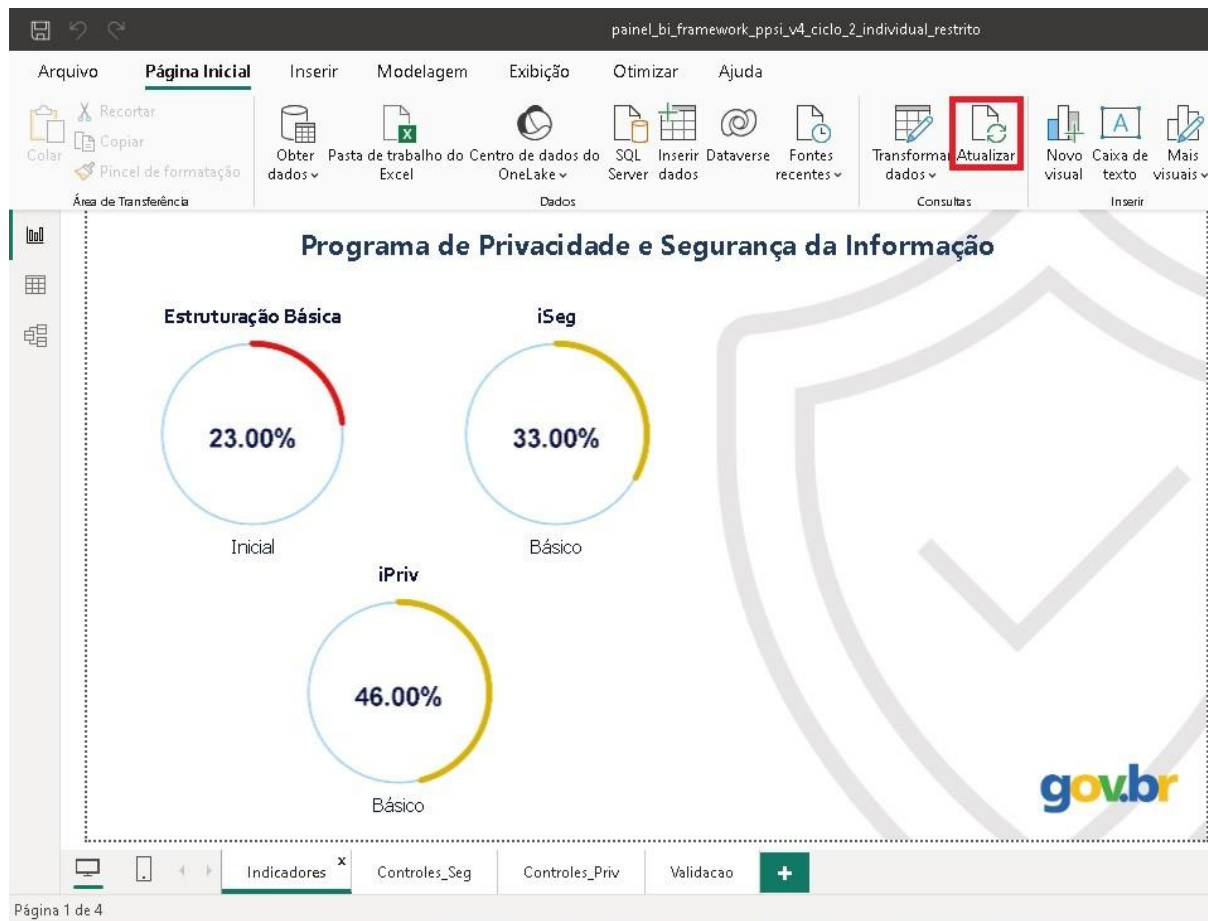 painel_bi_framework_ppsi_v4_ciclo_2_individual_restrito
Arquivo Página Inicial Inserir Modelagem Exibição Otimizar Ajuda
Colar
Recortar
Copiar
Pincel de formatação
Área de Transferência
Obter dados
Pasta de trabalho do Excel
Centro de dados do OneLake
SQL Server
Inserir dados
Dataverse
Fontes recentes
Dados
Transformar dados
Atualizar
Consultas
Novo visual
Caixa de texto
Mais visuais
Inserir
Programa de Privacidade e Segurança da Informação
Estruturação Básica
23.00%
Inicial
iSeg
33.00%
Básico
iPriv
46.00%
Básico
gov.br
Indicadores x Controles_Seg Controles_Priv Validacao +
Página 1 de 4